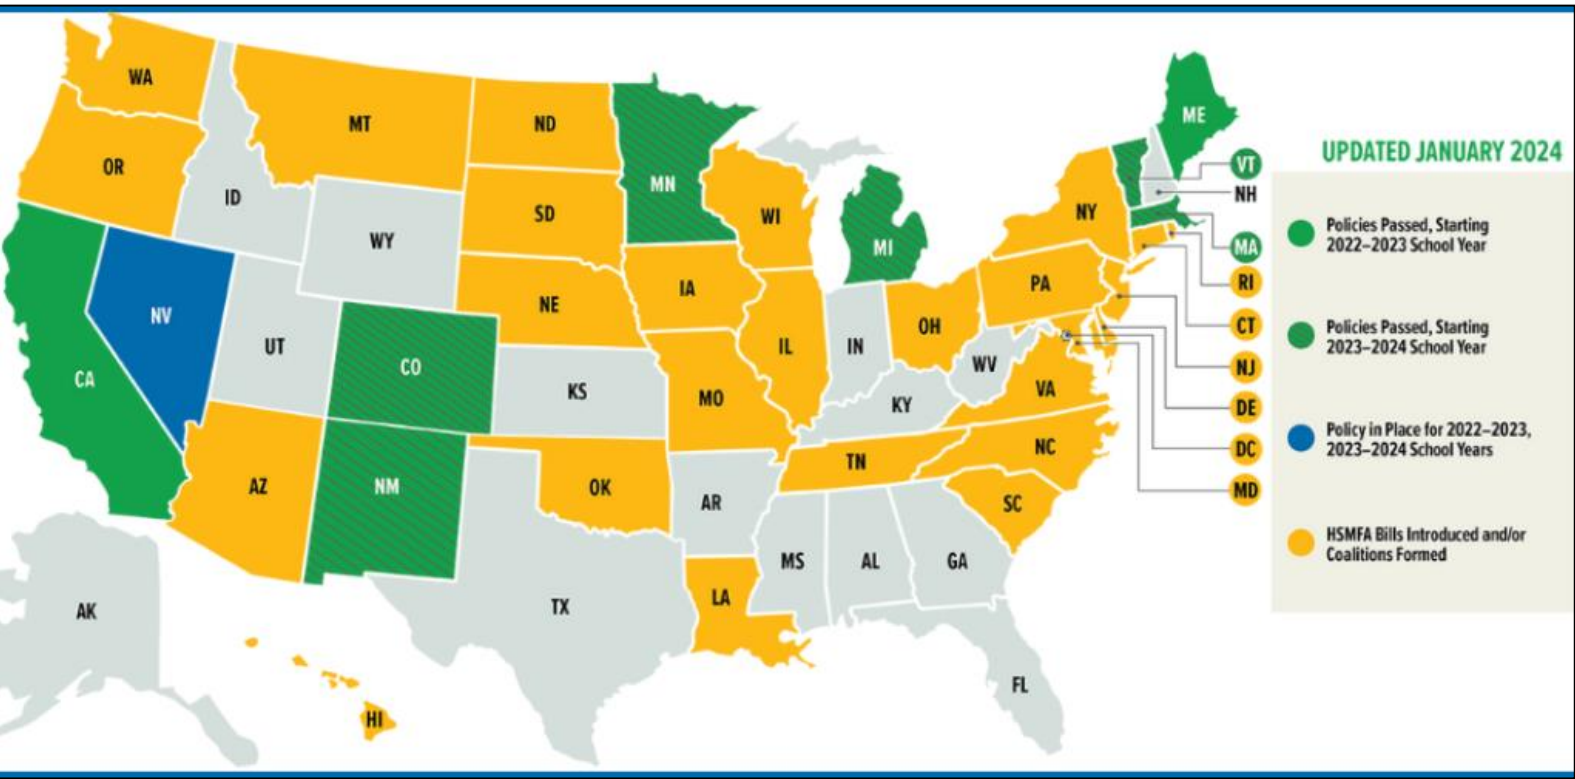 WA
MT
ND
MN
OR
ID
SD
WI
WY
NY
ME
VT
NH
MA
RI
CT
NJ
DE
DC
MD
MI
NV
NE
IA
PA
UT
CO
IL
IN
OH
WV
CA
KS
MO
KY
VA
AZ
NM
OK
TN
NC
AR
SC
MS
AL
GA
LA
TX
AK
HI
FL
UPDATED JANUARY 2024
Policies Passed, Starting
2022–2023 School Year
Policies Passed, Starting
2023–2024 School Year
Policy in Place for 2022–2023,
2023–2024 School Years
HSMFA Bills Introduced and/or
Coalitions Formed